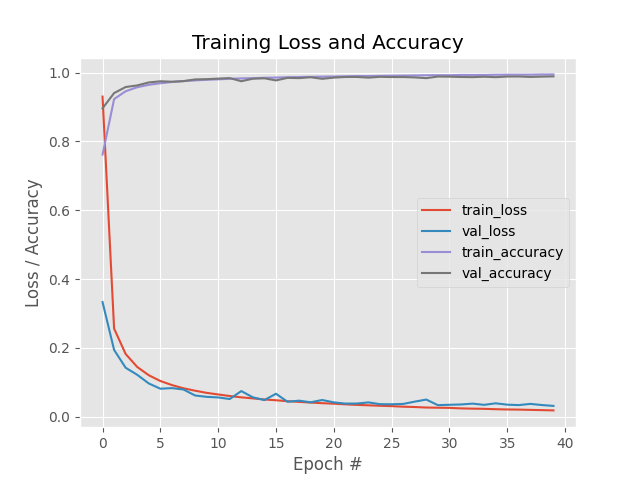 Training Loss and Accuracy
Loss / Accuracy
1.0
0.8
0.6
0.4
0.2
0.0
train_loss
val_loss
train_accuracy
val_accuracy
0 5 10 15 20 25 30 35 40
Epoch #